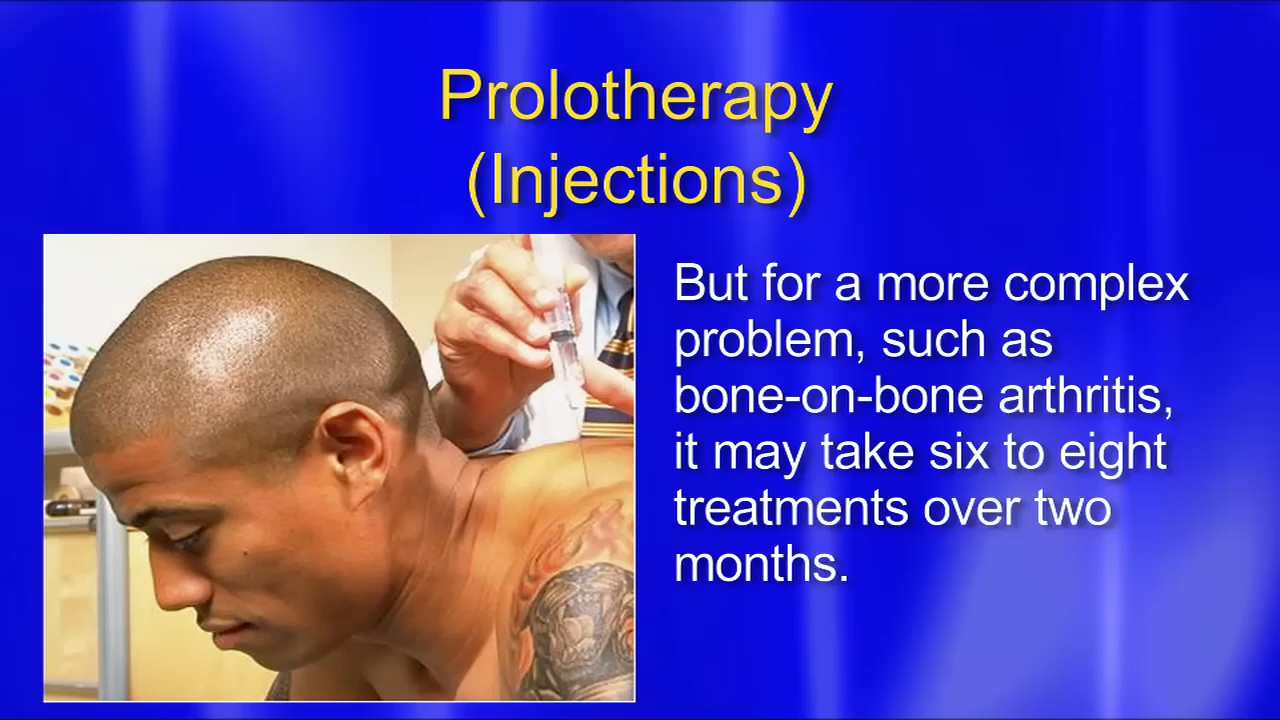 Prolotherapy
(Injections)
But for a more complex
problem, such as
bone-on-bone arthritis,
it may take six to eight
treatments over two
months.